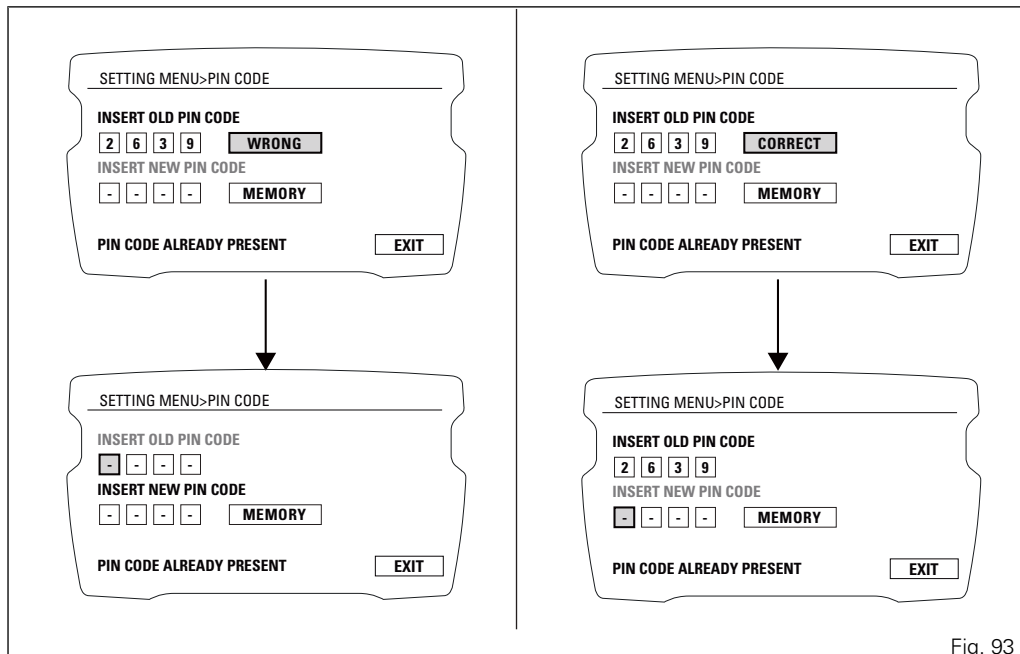 SETTING MENU>PIN CODE
INSERT OLD PIN CODE
2 6 3 9 WRONG
INSERT NEW PIN CODE
- - - - MEMORY
PIN CODE ALREADY PRESENT EXIT
SETTING MENU>PIN CODE
INSERT OLD PIN CODE
- - - -
INSERT NEW PIN CODE
- - - - MEMORY
PIN CODE ALREADY PRESENT EXIT
SETTING MENU>PIN CODE
INSERT OLD PIN CODE
2 6 3 9 CORRECT
INSERT NEW PIN CODE
- - - - MEMORY
PIN CODE ALREADY PRESENT EXIT
SETTING MENU>PIN CODE
INSERT OLD PIN CODE
2 6 3 9
INSERT NEW PIN CODE
- - - - MEMORY
PIN CODE ALREADY PRESENT EXIT
Fig. 93